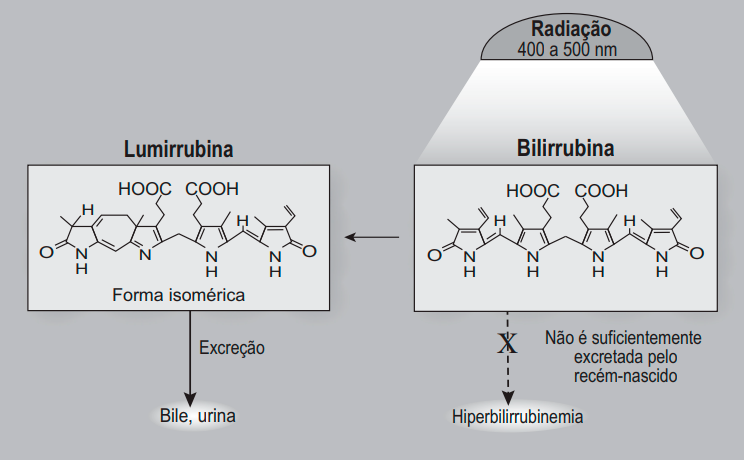 Radiação
400 a 500 nm
Lumirrubina
Bilirrubina
HOOC COOH
H
H
O
N
H
N
N
H
N
H
O
Forma isomérica
HOOC COOH
H
H
O
N
H
N
H
N
H
N
H
O
Excreção
X
Não é suficientemente
excretada pelo
recém-nascido
Bile, urina
Hiperbilirrubinemia